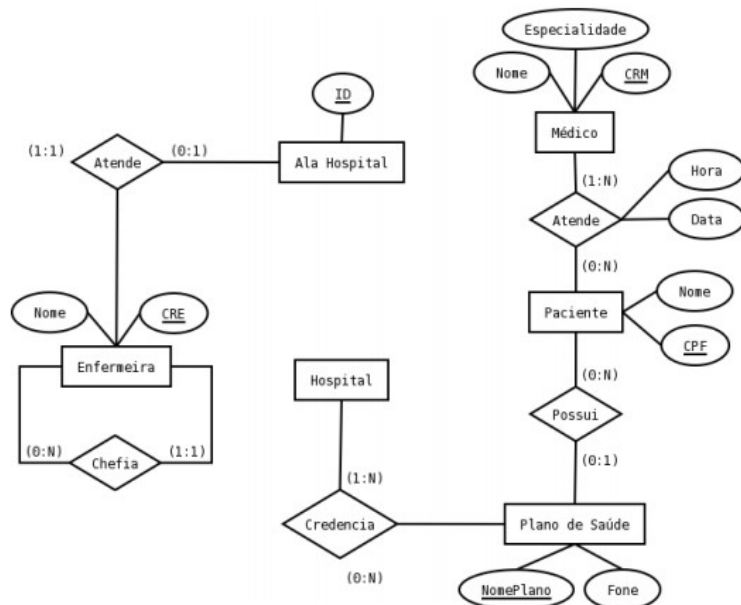 Especialidade
Nome
CRM
Médico
ID
(1:1)
Atende
(0:1)
Ala Hospital
(1:N)
Hora
Atende
Data
(0:N)
Nome
Paciente
CPF
Nome
CRE
Enfermeira
(0:N)
Chefia
(1:1)
Hospital
(0:N)
Possui
(0:1)
(1:N)
Credencia
(0:N)
Plano de Saúde
NomePlano
Fone